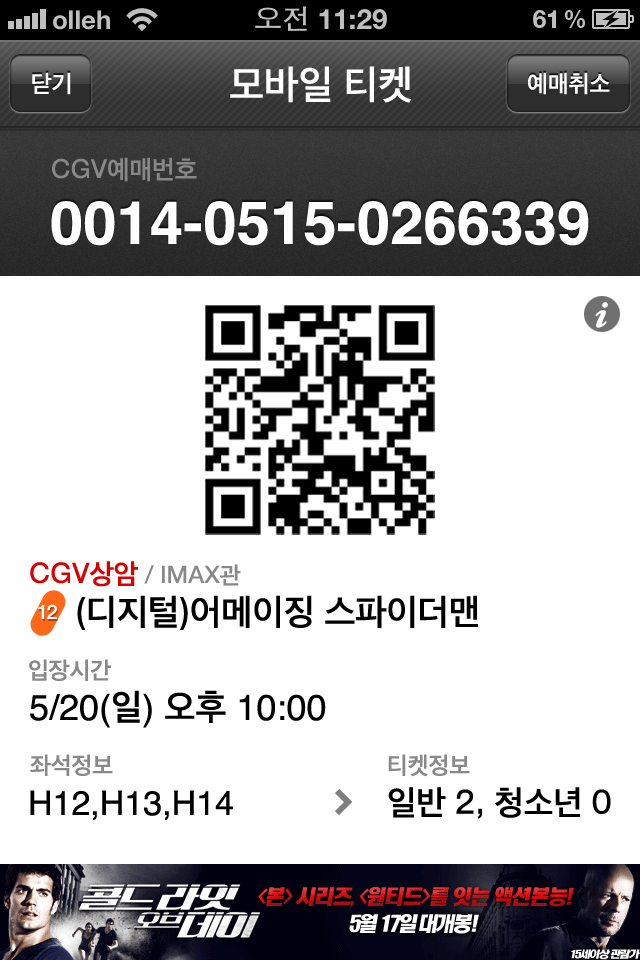 olleh 오전 11:29 61 %
닫기 모바일 티켓 예매취소
CGV예매번호
0014-0515-0266339
CGV상암 / IMAX관
12 (디지털)어메이징 스파이더맨
입장시간
5/20(일) 오후 10:00
좌석정보 티켓정보
H12,H13,H14 일반 2, 청소년 0
콜드 라잇 오브 데이
<본> 시리즈 <원티드>를 잇는 액션본능!
5월 17일 대개봉!
15세이상 관람가